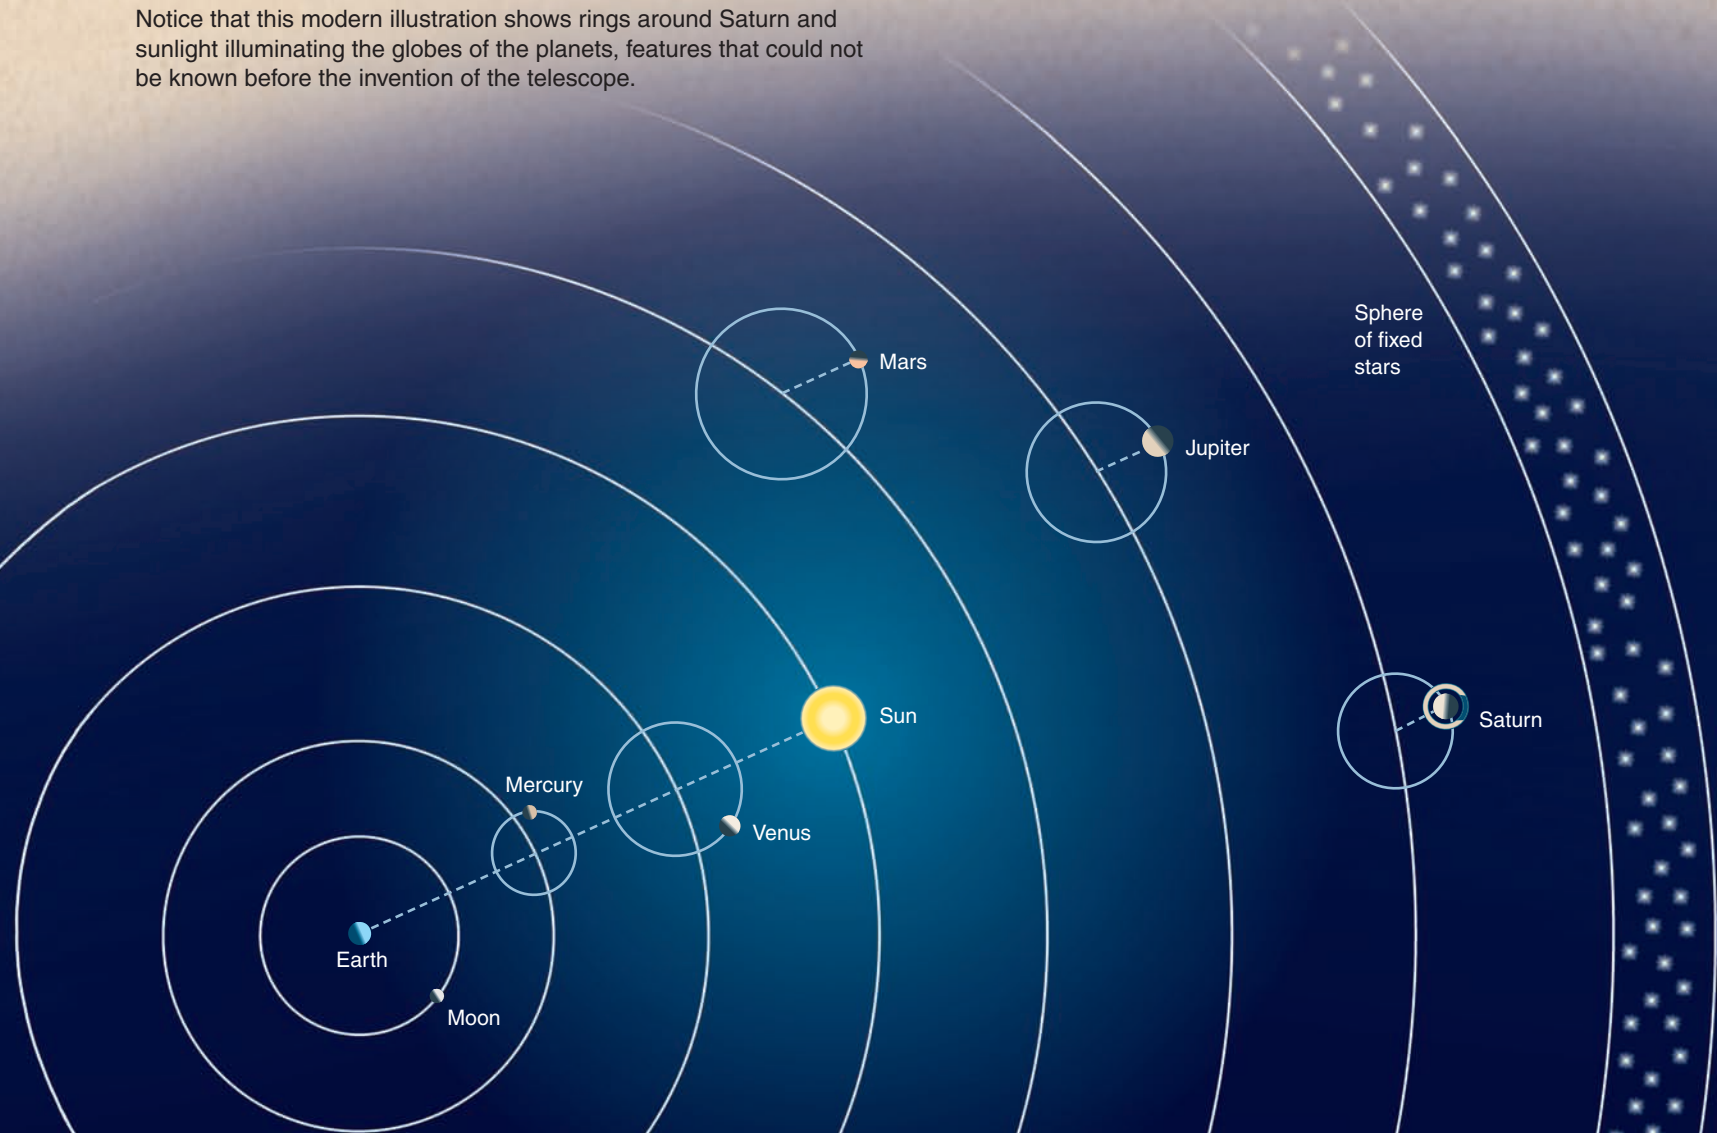 Notice that this modern illustration shows rings around Saturn and
sunlight illuminating the globes of the planets, features that could not
be known before the invention of the telescope.
Sphere
of fixed
stars
Mars
Jupiter
Sun
Saturn
Mercury
Venus
Earth
Moon